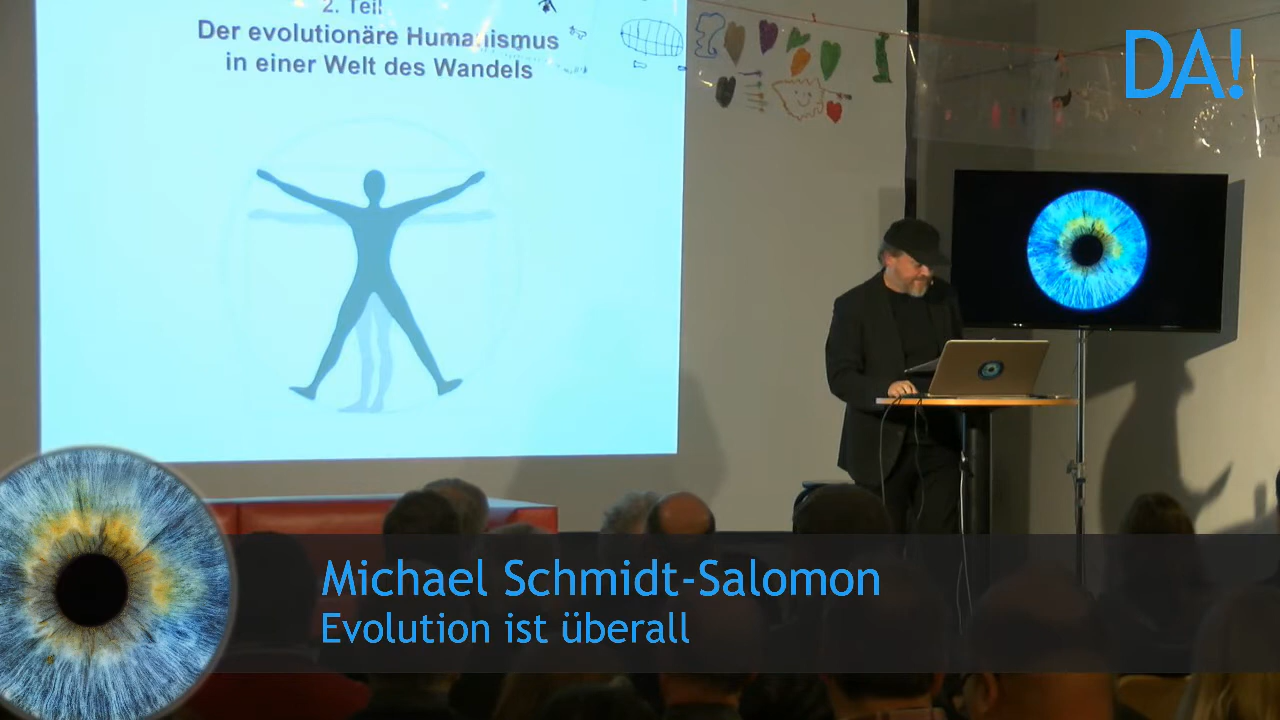 2. Teil
Der evolutionäre Humanismus
in einer Welt des Wandels
DA!
Michael Schmidt-Salomon
Evolution ist überall